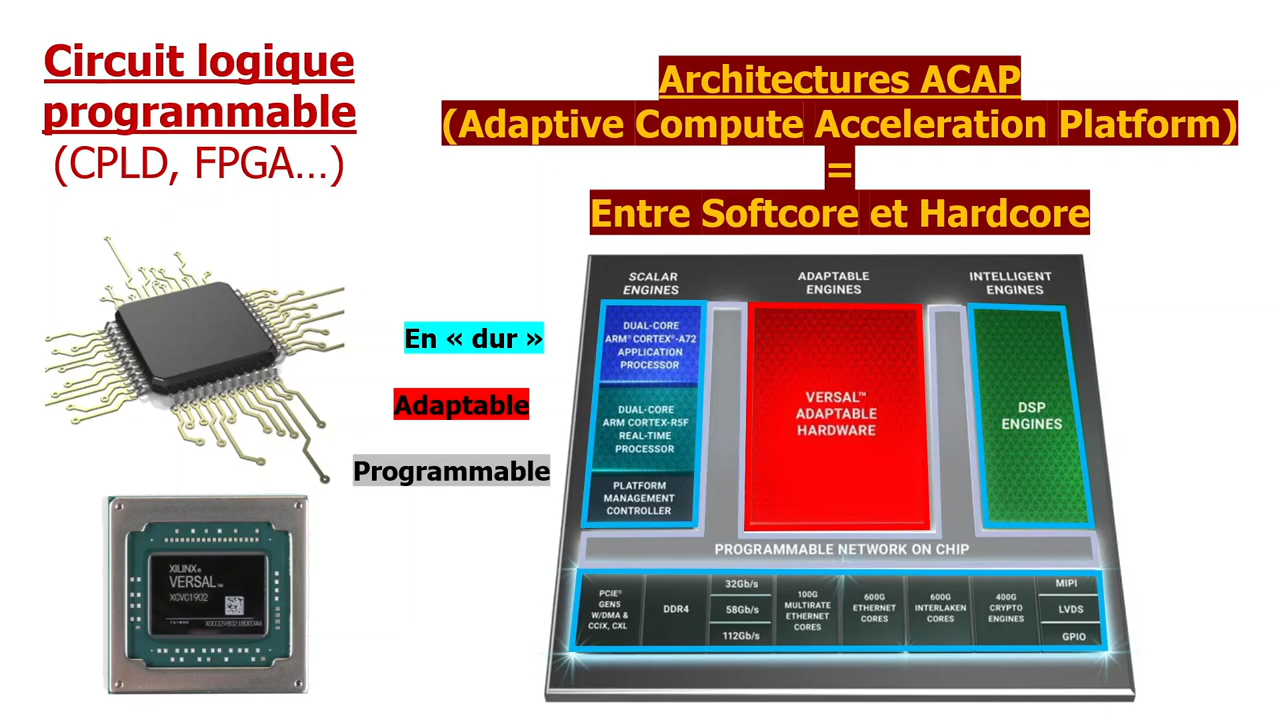 Circuit logique
programmable
(CPLD, FPGA…)
Architectures ACAP
(Adaptive Compute Acceleration Platform)
=
Entre Softcore et Hardcore
En « dur »
Adaptable
Programmable
SCALAR
ENGINES
ADAPTABLE
ENGINES
INTELLIGENT
ENGINES
DUAL-CORE
ARM® CORTEX®-A72
APPLICATION
PROCESSOR
DUAL-CORE
ARM CORTEX-R5F
REAL-TIME
PROCESSOR
PLATFORM
MANAGEMENT
CONTROLLER
VERSAL™
ADAPTABLE
HARDWARE
DSP
ENGINES
PROGRAMMABLE NETWORK ON CHIP
PCIE®
GEN5
W/DMA &
CCIX, CXL
DDR4
32Gb/s
58Gb/s
112Gb/s
100G
MULTIRATE
ETHERNET
CORES
600G
ETHERNET
CORES
600G
INTERLAKEN
CORES
400G
CRYPTO
ENGINES
MIPI
LVDS
GPIO
XILINX
VERSAL™
XCVC1902